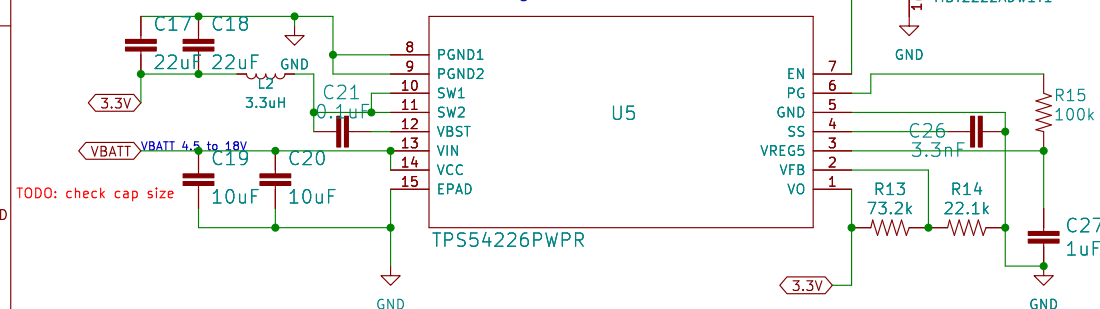 C17 C18
22uF 22uF
GND
L2
3.3uH
3.3V
C21
0.1uF
VBATT
VBATT 4.5 to 18V
C19 C20
10uF 10uF
TODO: check cap size
D
GND
8 PGND1
9 PGND2
10 SW1
11 SW2
12 VBST
13 VIN
14 VCC
15 EPAD
U5
TPS54226PWPR
EN 7
PG 6
GND 5
SS 4
VREG5 3
VFB 2
VO 1
GND
R15
100k
C26
3.3nF
R13
73.2k
R14
22.1k
C27
1uF
3.3V
GND